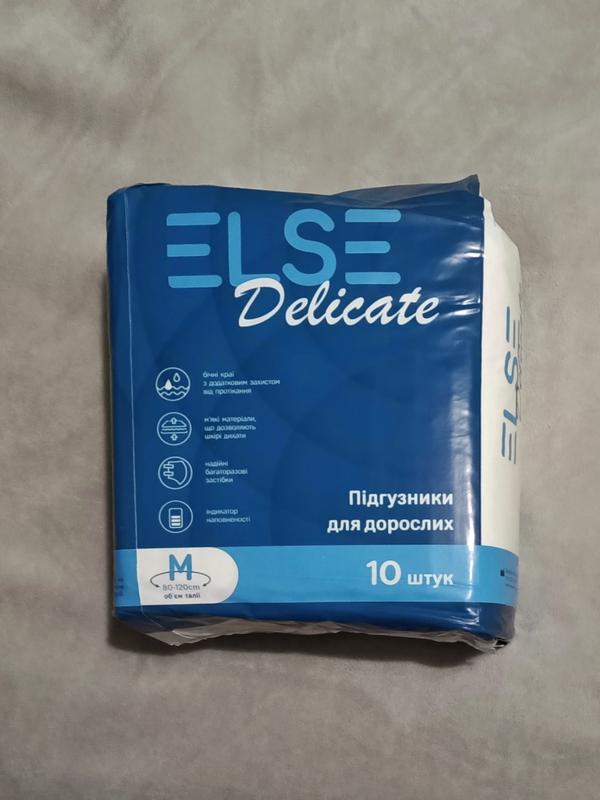 ELSE
Delicate
бічні краї
з додатковим захистом
від протікання
м'які матеріали,
що дозволяють
шкірі дихати
надійні
багаторазові
застібки
індикатор
наповненості
Підгузники
для дорослих
M
80-120cm
об'єм талії
10 штук
ELSE